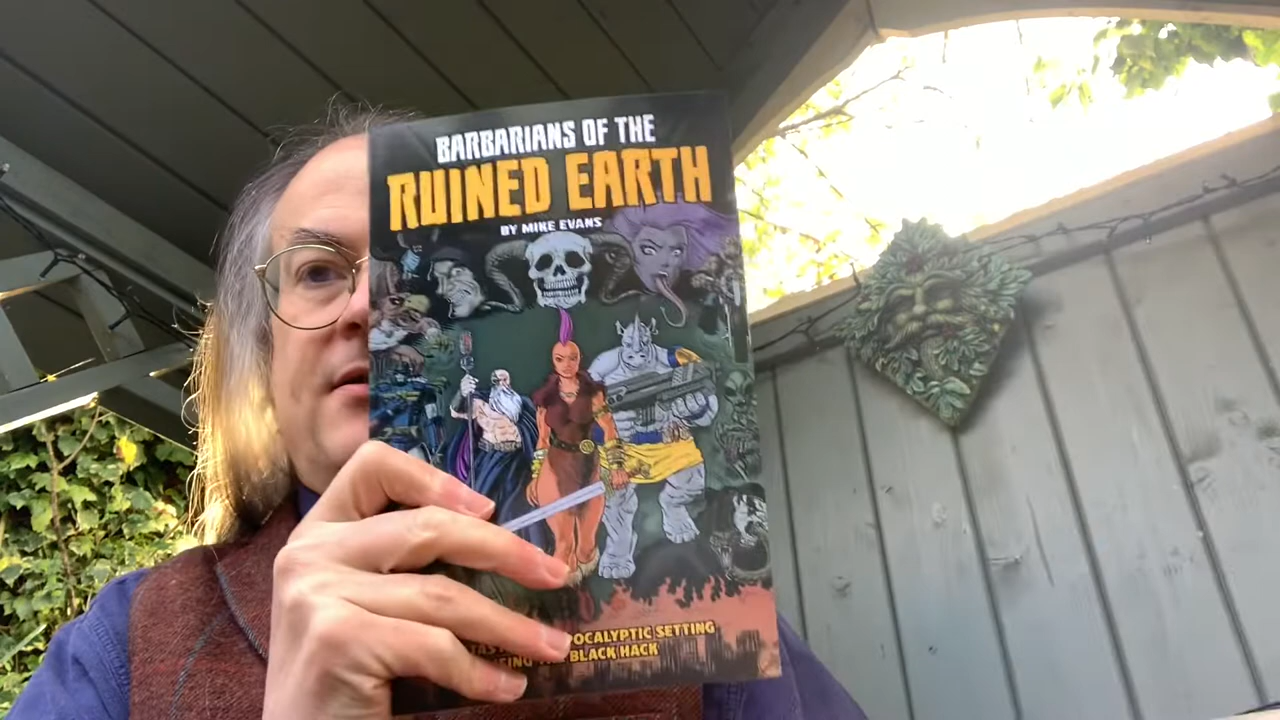 BARBARIANS OF THE
RUINED EARTH
BY MIKE EVANS
POCALYPTIC SETTING
BLACK HACK